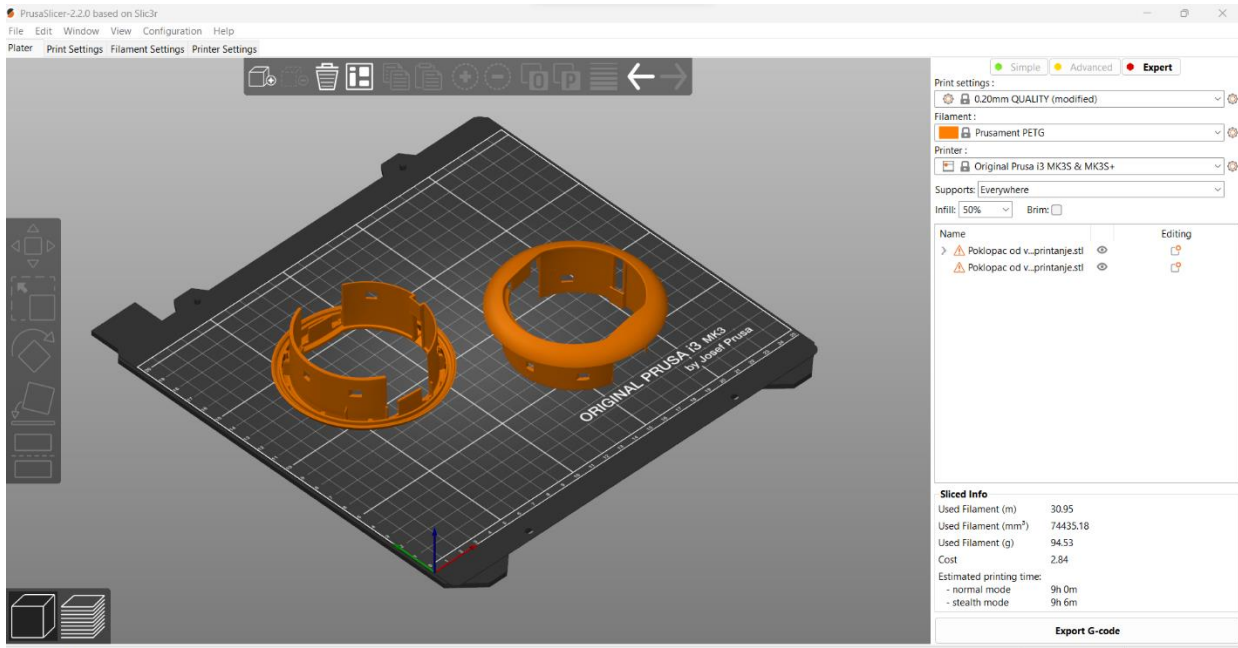 PrusaSlicer-2.2.0 based on Slic3r
File Edit Window View Configuration Help
Plater Print Settings Filament Settings Printer Settings
Simple Advanced Expert
Print settings :
0.20mm QUALITY (modified)
Filament :
Prusament PETG
Printer :
Original Prusa i3 MK3S & MK3S+
Supports: Everywhere
Infill: 50% Brim:
Name Editing
Poklopac od v...printanje.stl
Poklopac od v...printanje.stl
ORIGINAL PRUSA i3 MK3
by Josef Prusa
Sliced Info
Used Filament (m) 30.95
Used Filament (mm³) 74435.18
Used Filament (g) 94.53
Cost 2.84
Estimated printing time:
- normal mode 9h 0m
- stealth mode 9h 6m
Export G-code